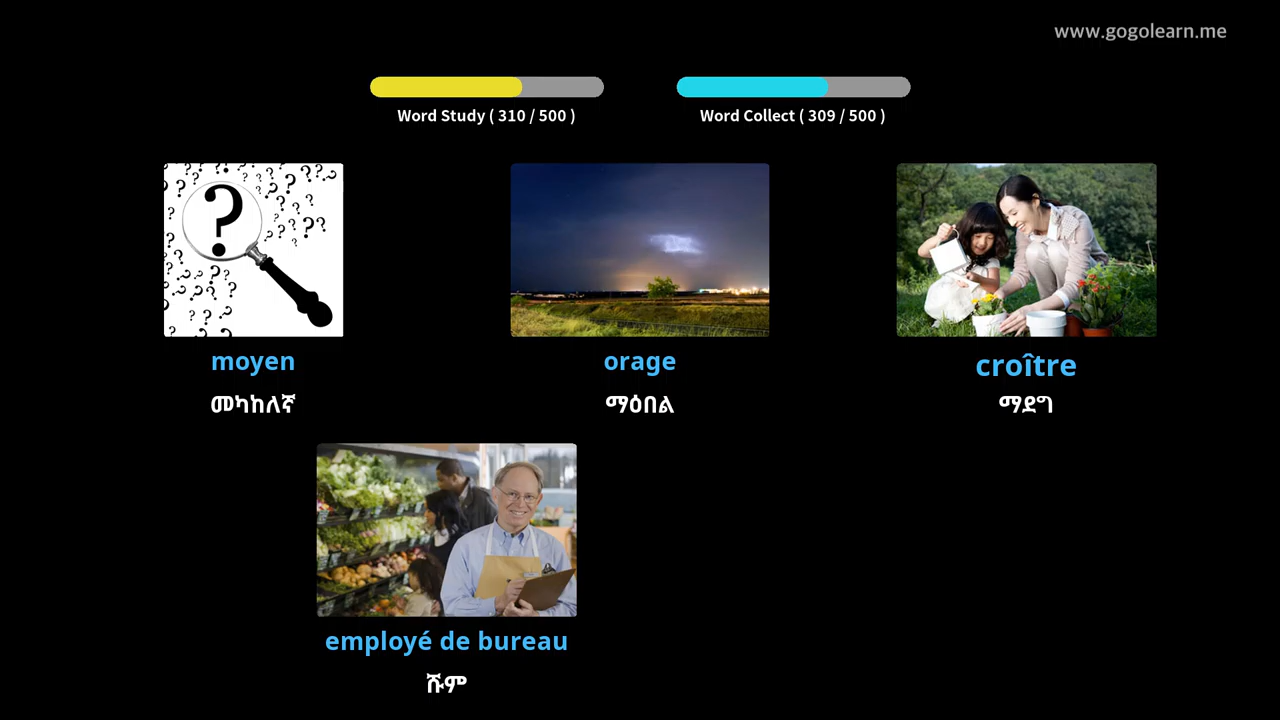 www.gogolearn.me
Word Study ( 310 / 500 )
Word Collect ( 309 / 500 )
moyen
መካከለኛ
orage
ማዕበል
croître
ማደግ
employé de bureau
ሹም